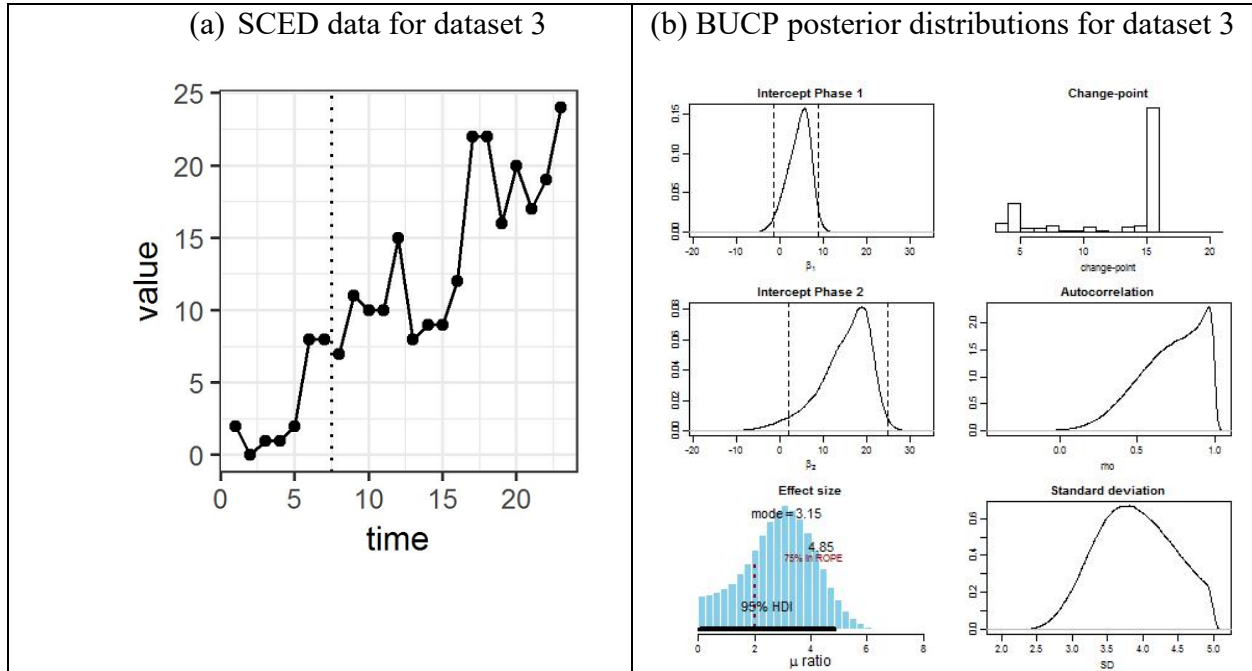 (a) SCED data for dataset 3
25
20
15
10
5
0
value
0 5 10 15 20
time
(b) BUCP posterior distributions for dataset 3
Intercept Phase 1
0.15
0.10
0.05
0.00
-20 -10 0 10 20 30
β₁
Change-point
5 10 15 20
change-point
Intercept Phase 2
0.08
0.06
0.04
0.02
0.00
-20 -10 0 10 20 30
β₂
Autocorrelation
2.0
1.5
1.0
0.5
0.0
0.0 0.5 1.0
rho
Effect size
mode = 3.15
4.85
75% in ROPE
95% HDI
0 2 4 6 8
μ ratio
Standard deviation
0.6
0.4
0.2
0.0
2.0 2.5 3.0 3.5 4.0 4.5 5.0
SD